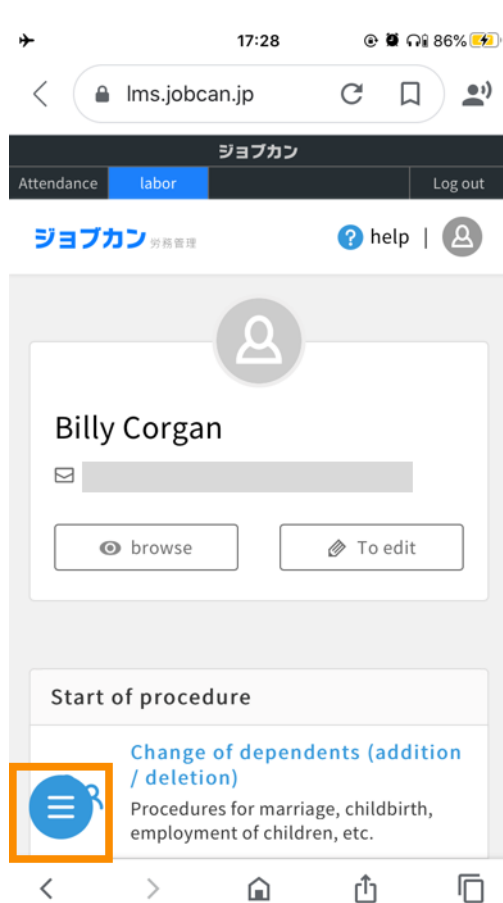 17:28
86%
lms.jobcan.jp
ジョブカン
Attendance labor Log out
ジョブカン 労務管理 ? help |
Billy Corgan
browse To edit
Start of procedure
Change of dependents (addition
/ deletion)
Procedures for marriage, childbirth,
employment of children, etc.